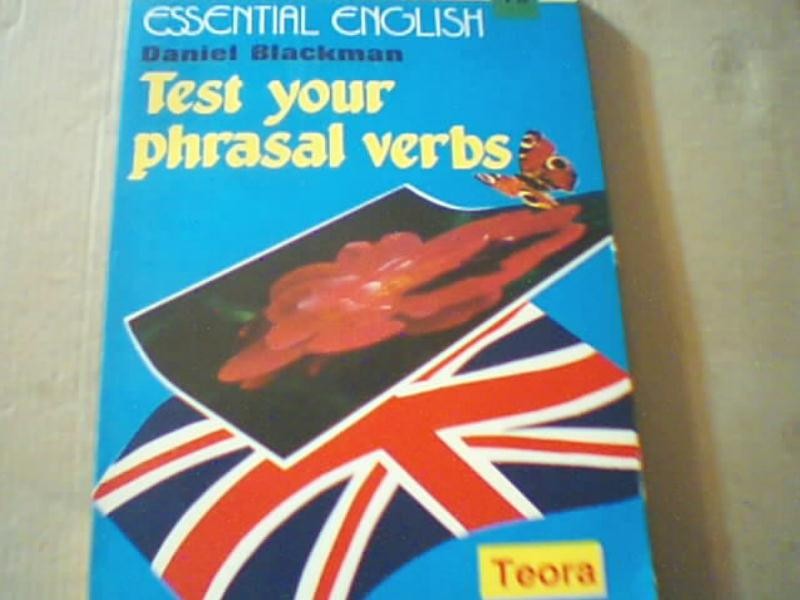 ESSENTIAL ENGLISH
Daniel Blackman
Test your
phrasal verbs
Teora